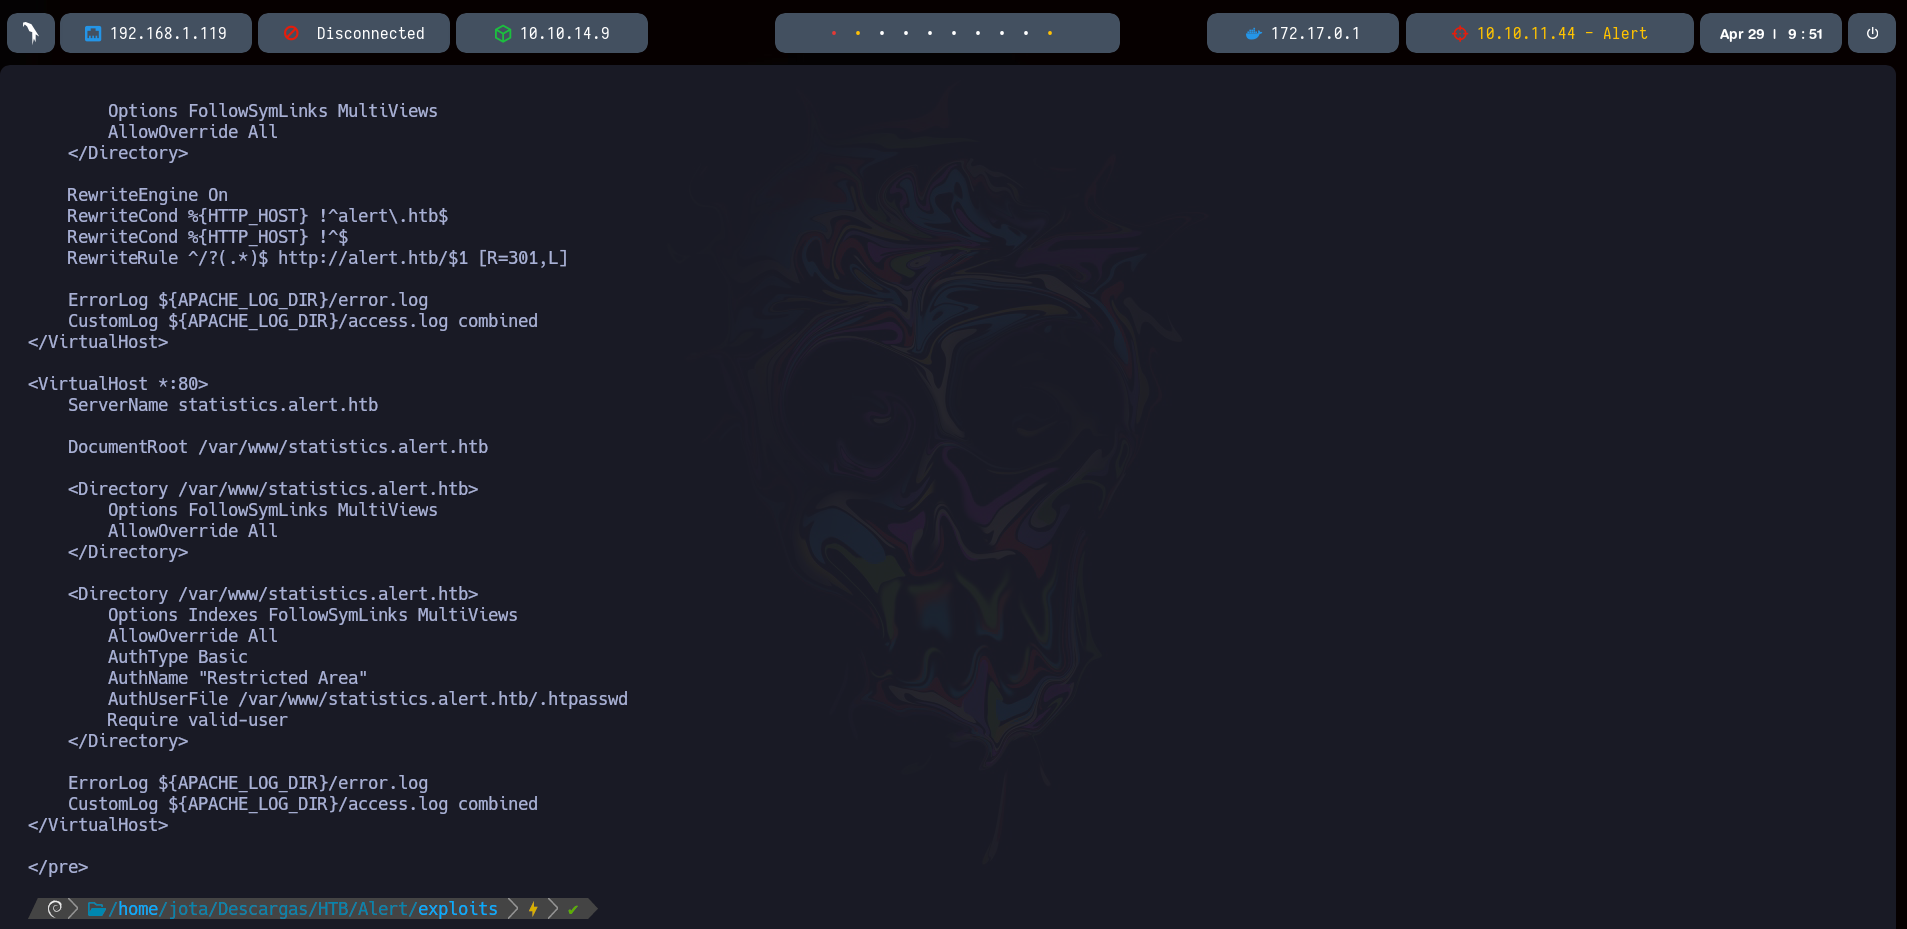 192.168.1.119 Disconnected 10.10.14.9 172.17.0.1 10.10.11.44 - Alert Apr 29 | 9 : 51
        Options FollowSymLinks MultiViews
        AllowOverride All
    </Directory>

    RewriteEngine On
    RewriteCond %{HTTP_HOST} !^alert\.htb$
    RewriteCond %{HTTP_HOST} !^$
    RewriteRule ^/?(.*)$ http://alert.htb/$1 [R=301,L]

    ErrorLog ${APACHE_LOG_DIR}/error.log
    CustomLog ${APACHE_LOG_DIR}/access.log combined
</VirtualHost>

<VirtualHost *:80>
    ServerName statistics.alert.htb

    DocumentRoot /var/www/statistics.alert.htb

    <Directory /var/www/statistics.alert.htb>
        Options FollowSymLinks MultiViews
        AllowOverride All
    </Directory>

    <Directory /var/www/statistics.alert.htb>
        Options Indexes FollowSymLinks MultiViews
        AllowOverride All
        AuthType Basic
        AuthName "Restricted Area"
        AuthUserFile /var/www/statistics.alert.htb/.htpasswd
        Require valid-user
    </Directory>

    ErrorLog ${APACHE_LOG_DIR}/error.log
    CustomLog ${APACHE_LOG_DIR}/access.log combined
</VirtualHost>

</pre>

/home/jota/Descargas/HTB/Alert/exploits